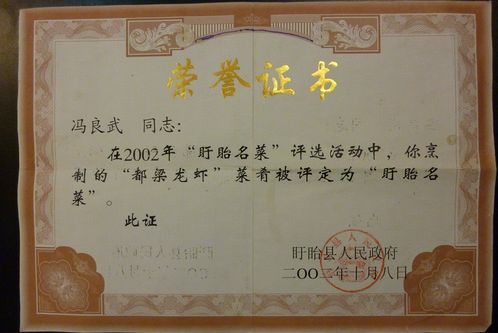 荣誉证书
冯良武 同志：
在2002年“盱眙名菜”评选活动中，你烹
制的“都梁龙虾”菜肴被评定为“盱眙名
菜”。
此证
盱眙县人民政府
二〇〇二年十月八日